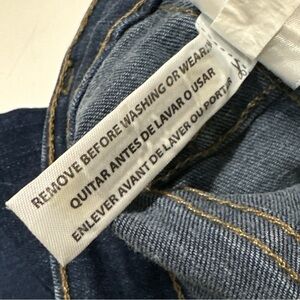 REMOVE BEFORE WASHING OR WEARING
QUITAR ANTES DE LAVAR O USAR
ENLEVER AVANT DE LAVER OU PORTER